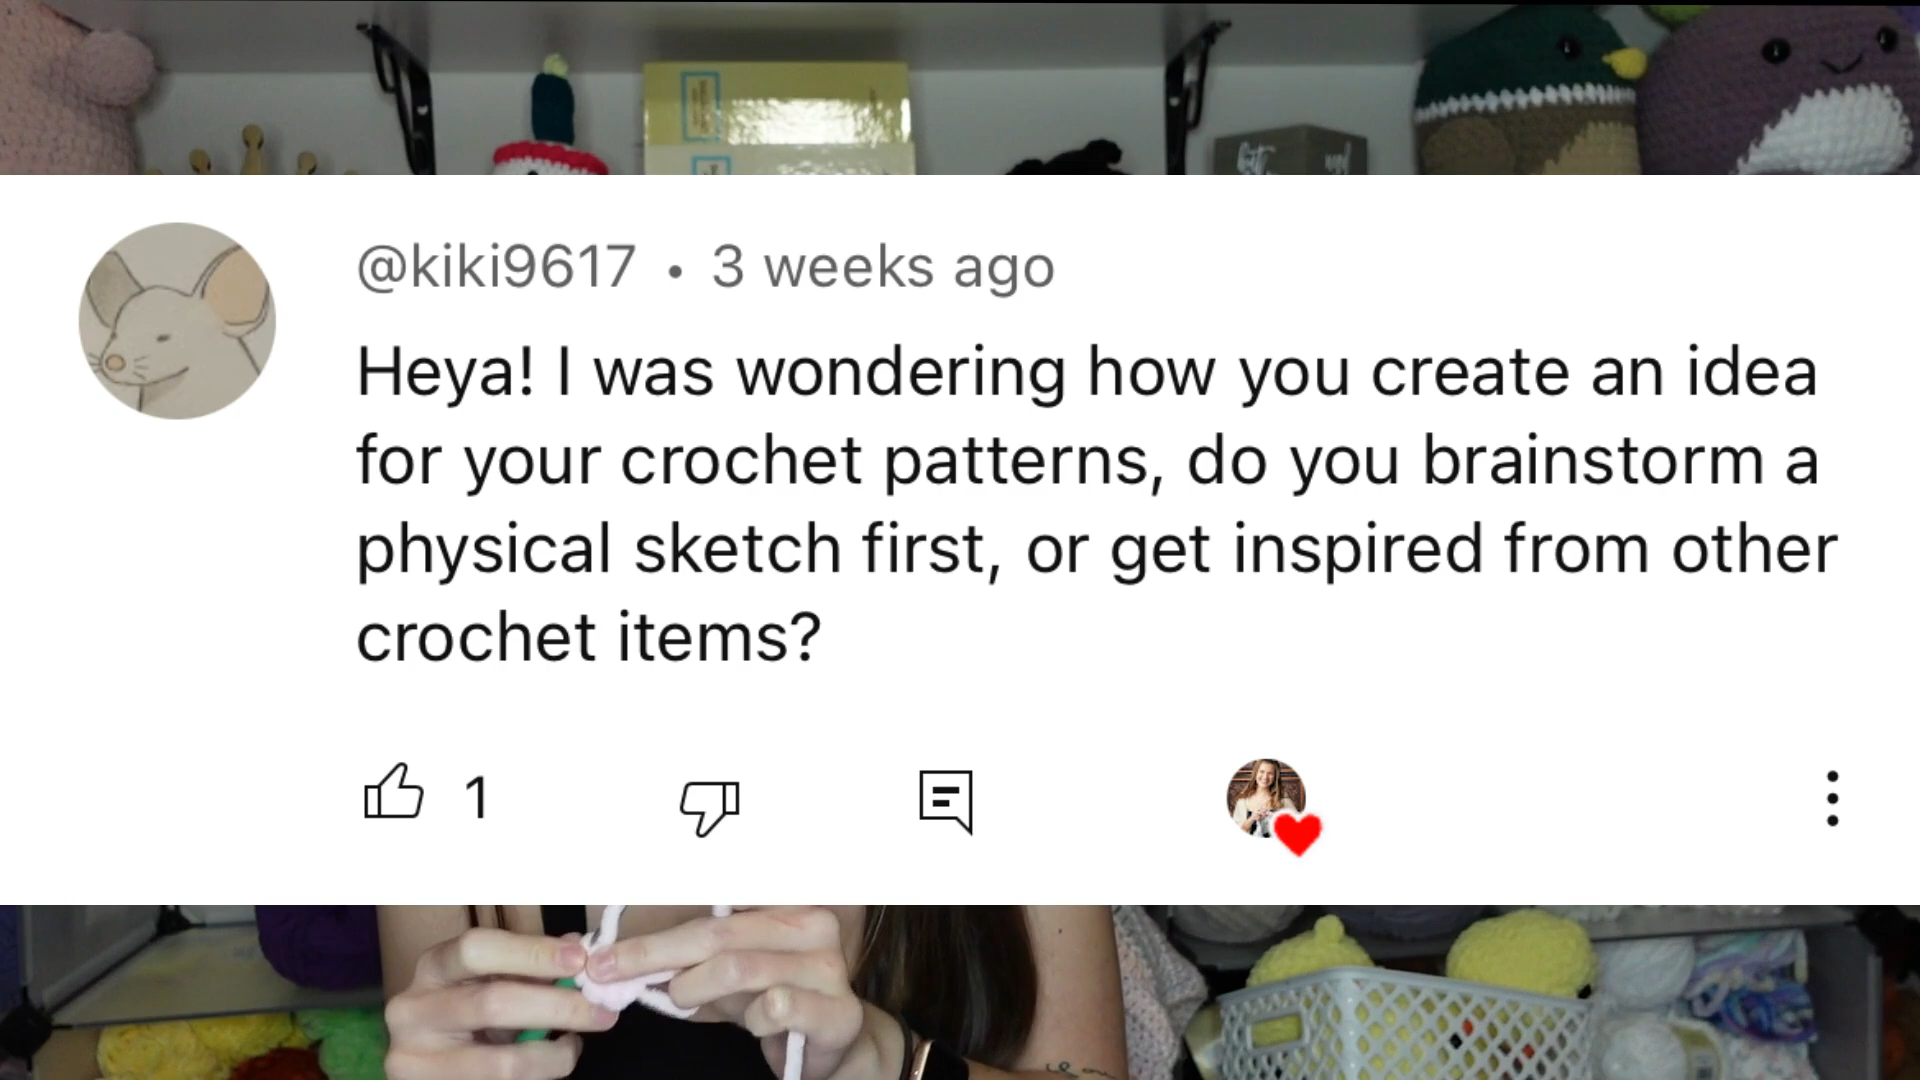 @kiki9617 • 3 weeks ago
Heya! I was wondering how you create an idea
for your crochet patterns, do you brainstorm a
physical sketch first, or get inspired from other
crochet items?
1